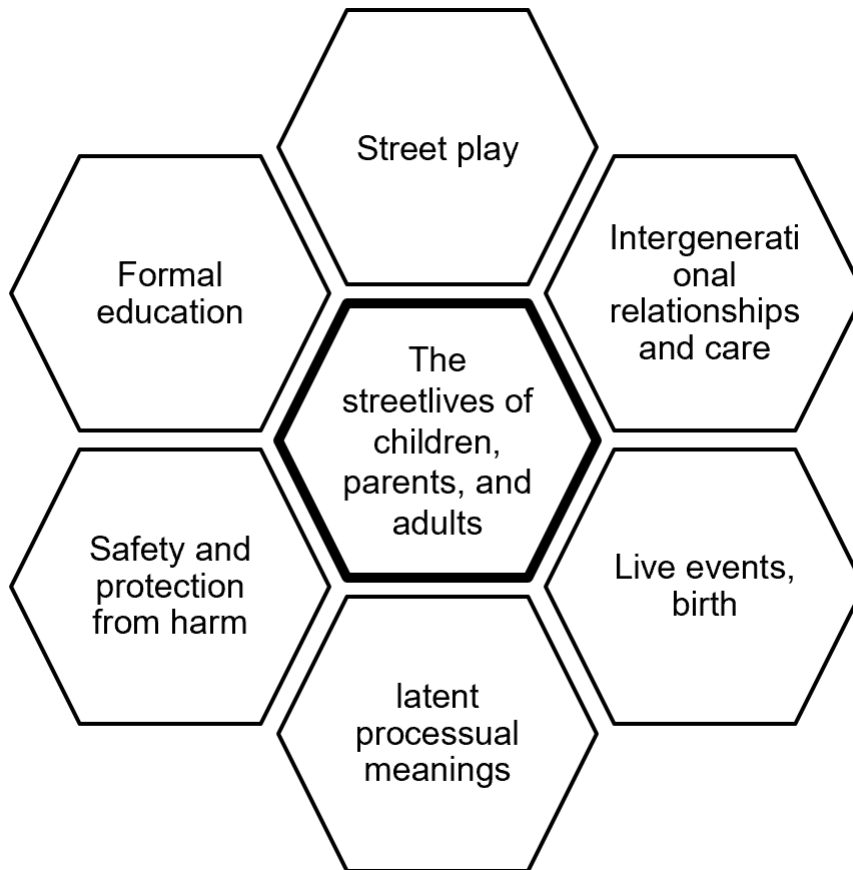 Street play
Intergenerati
onal
relationships
and care
Formal
education
The
streetlives of
children,
parents, and
adults
Live events,
birth
Safety and
protection
from harm
latent
processual
meanings